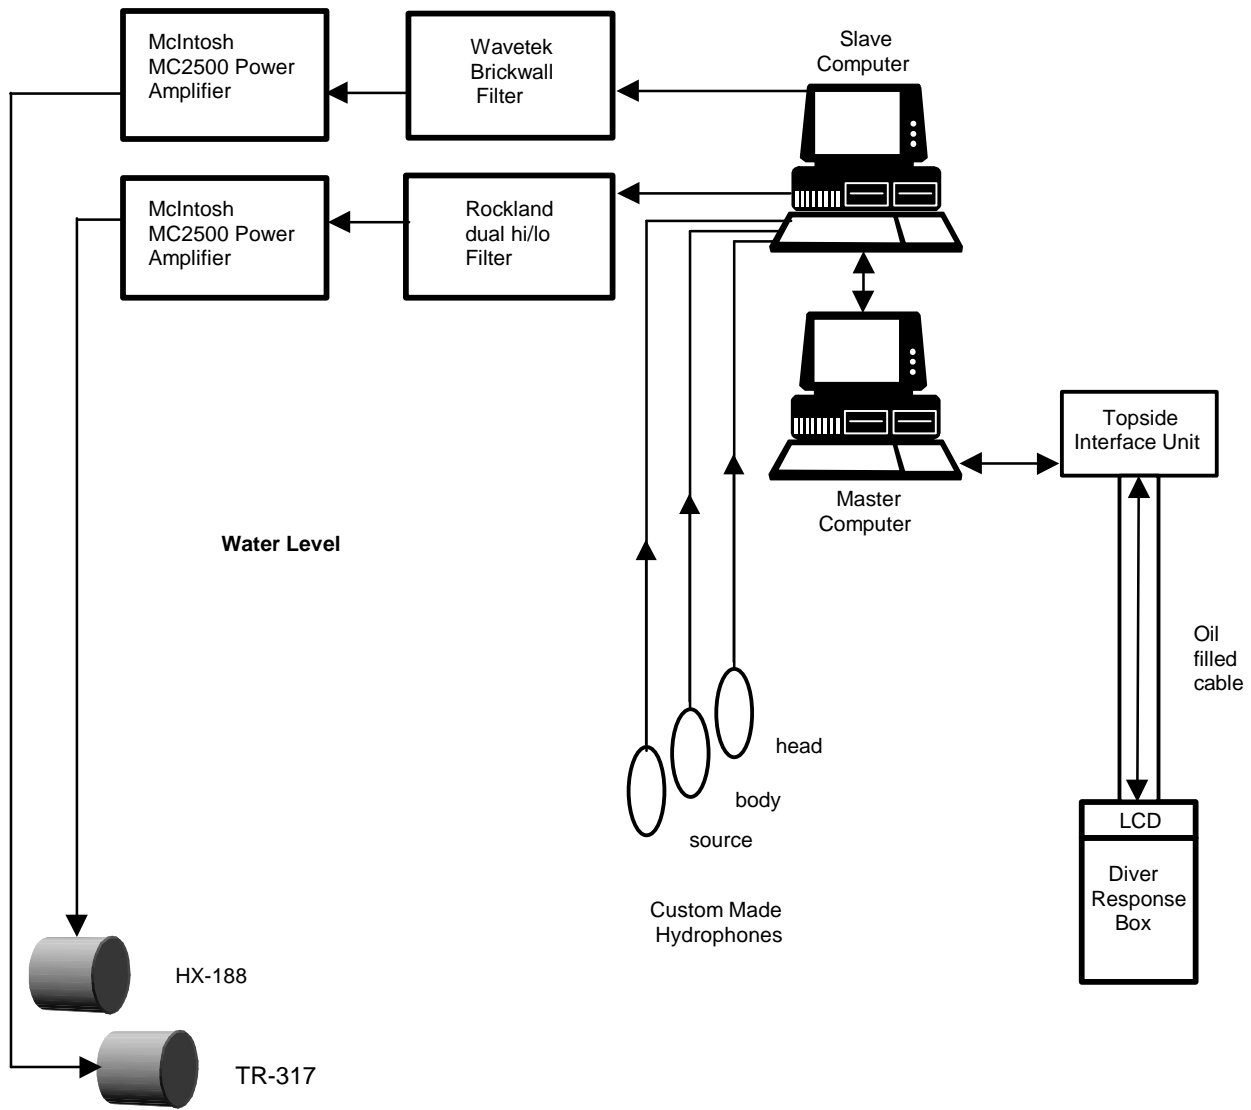 McIntosh
MC2500 Power
Amplifier
Wavetek
Brickwall
Filter
Slave
Computer
McIntosh
MC2500 Power
Amplifier
Rockland
dual hi/lo
Filter
Topside
Interface Unit
Master
Computer
Water Level
Oil
filled
cable
head
body
source
LCD
Diver
Response
Box
Custom Made
Hydrophones
HX-188
TR-317